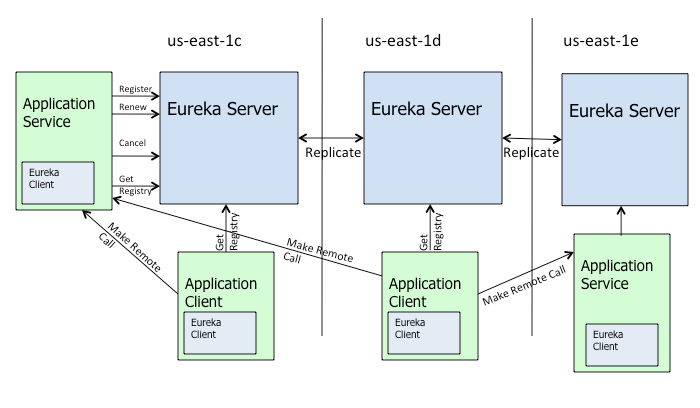 us-east-1c
us-east-1d
us-east-1e
Application
Service
Eureka
Client
Register
Renew
Cancel
Get
Registry
Eureka Server
Replicate
Eureka Server
Replicate
Eureka Server
Make Remote
Call
Get
Registry
Make Remote
Call
Get
Registry
Make Remote Call
Application
Client
Eureka
Client
Application
Client
Eureka
Client
Application
Service
Eureka
Client